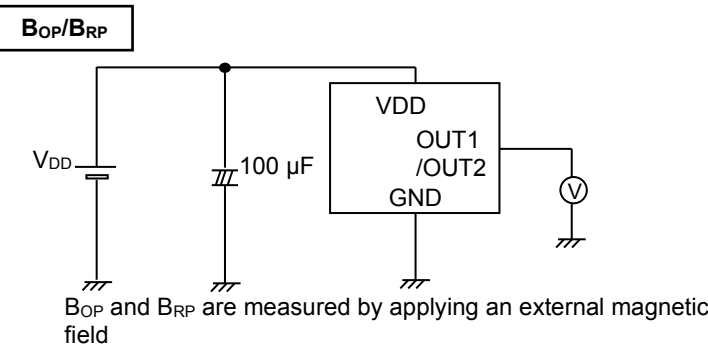 BOP/BRP
VDD
100 µF
VDD
OUT1
/OUT2
GND
V
BOP and BRP are measured by applying an external magnetic
field